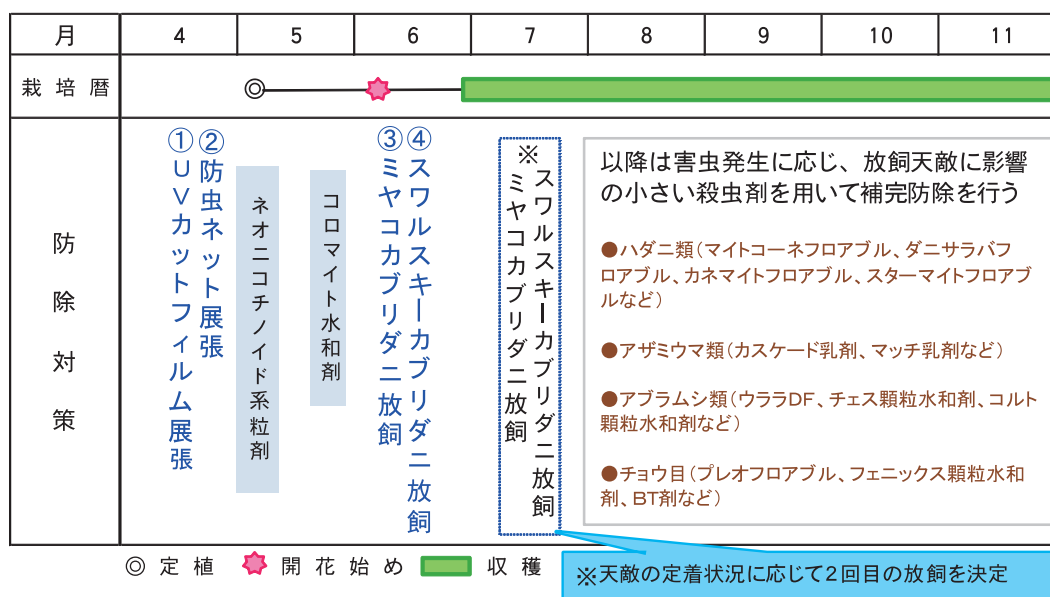 月 4 5 6 7 8 9 10 11
栽培暦
防除対策
①UVカットフィルム展張
②防虫ネット展張
ネオニコチノイド系粒剤
コロマイト水和剤
③ミヤコカブリダニ放飼
④スワルスキーカブリダニ放飼
※
ミヤコカブリダニ放飼
スワルスキーカブリダニ放飼
以降は害虫発生に応じ、放飼天敵に影響
の小さい殺虫剤を用いて補完防除を行う
●ハダニ類(マイトコーネフロアブル、ダニサラバフ
ロアブル、カネマイトフロアブル、スターマイトフロアブ
ルなど)
●アザミウマ類(カスケード乳剤、マッチ乳剤など)
●アブラムシ類(ウララDF、チェス顆粒水和剤、コルト
顆粒水和剤など)
●チョウ目(プレオフロアブル、フェニックス顆粒水和
剤、BT剤など)
◎ 定植 開花始め 収穫
※天敵の定着状況に応じて2回目の放飼を決定